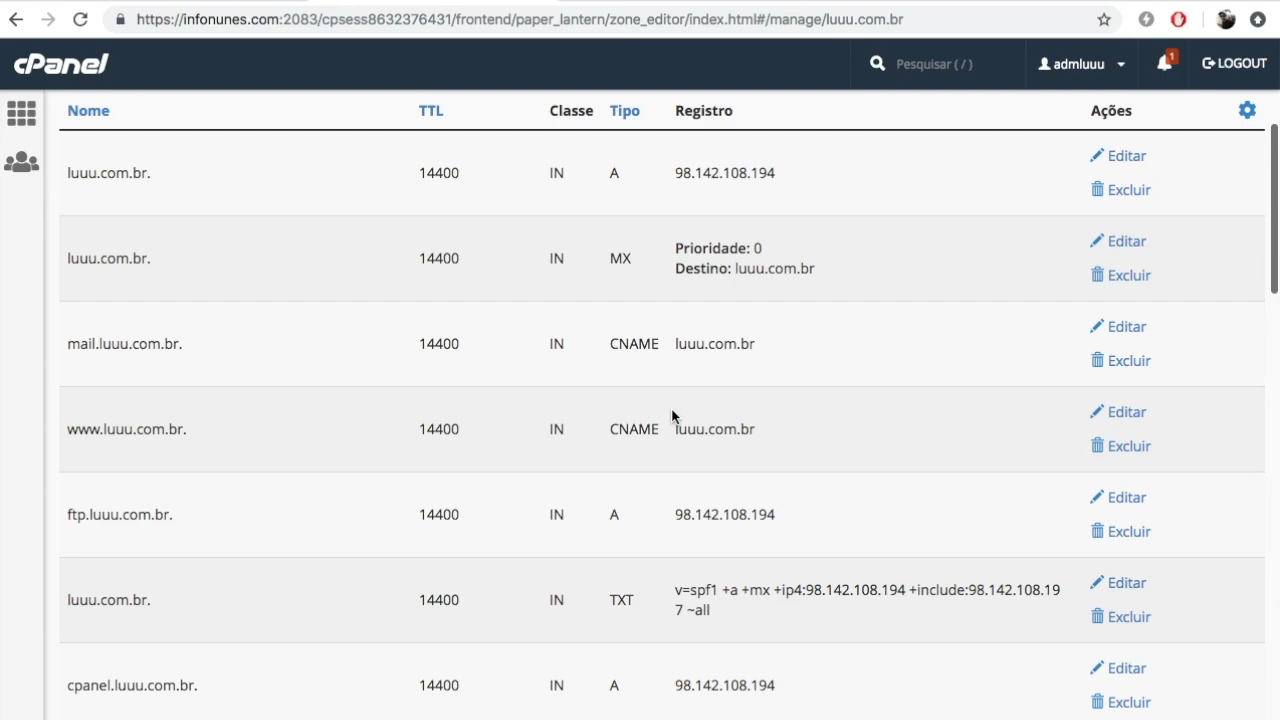 https://infonunes.com:2083/cpsess8632376431/frontend/paper_lantern/zone_editor/index.html#/manage/luuu.com.br
cPanel
Pesquisar ( / )
admluuu
1
LOGOUT
Nome TTL Classe Tipo Registro Ações
luuu.com.br. 14400 IN A 98.142.108.194
Editar
Excluir
luuu.com.br. 14400 IN MX
Prioridade: 0
Destino: luuu.com.br
Editar
Excluir
mail.luuu.com.br. 14400 IN CNAME luuu.com.br
Editar
Excluir
www.luuu.com.br. 14400 IN CNAME luuu.com.br
Editar
Excluir
ftp.luuu.com.br. 14400 IN A 98.142.108.194
Editar
Excluir
luuu.com.br. 14400 IN TXT
v=spf1 +a +mx +ip4:98.142.108.194 +include:98.142.108.19
7 ~all
Editar
Excluir
cpanel.luuu.com.br. 14400 IN A 98.142.108.194
Editar
Excluir